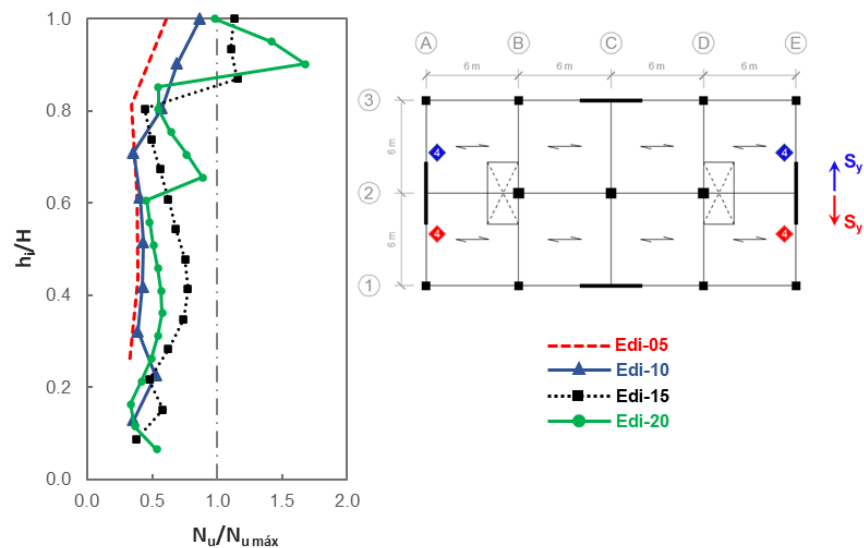 1.0
0.8
0.6
0.4
0.2
0.0
hi/H
0.0 0.5 1.0 1.5 2.0
Nu/Nu máx
A B C D E
6 m 6 m 6 m 6 m
3
6 m
4 4
Sy
2
Sy
4 4
6 m
1
Edi-05
Edi-10
Edi-15
Edi-20